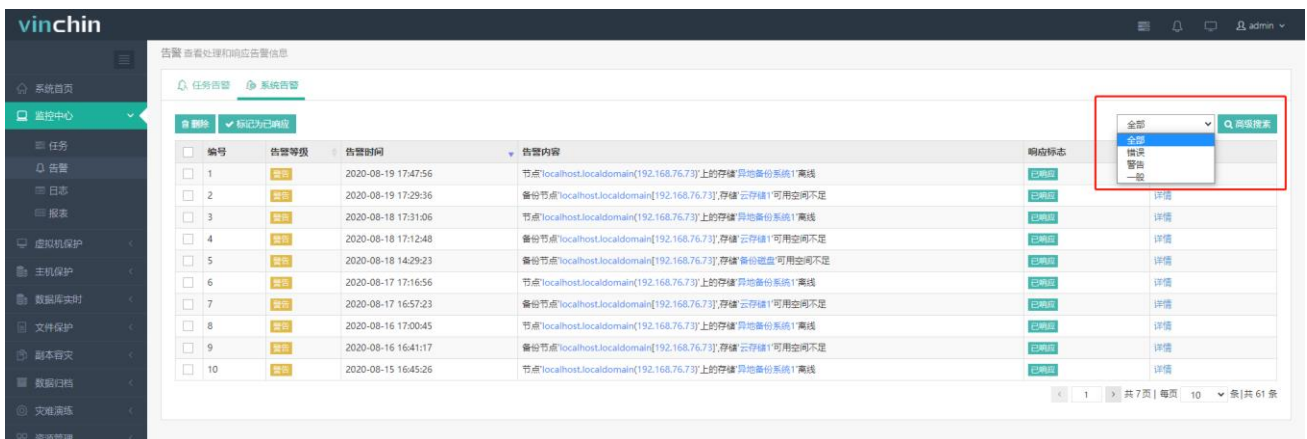 vinchin
admin
告警 查看处理和响应告警信息
系统首页
监控中心
任务
告警
日志
报表
虚拟机保护
主机保护
数据库实时
文件保护
副本容灾
数据归档
灾难演练
资源管理
任务告警 系统告警
删除 标记为已响应
全部 高级搜索
全部
错误
警告
一般
编号 告警等级 告警时间 告警内容 响应标志
1 警告 2020-08-19 17:47:56 节点'localhost.localdomain(192.168.76.73)'上的存储'异地备份系统1'离线 已响应
2 警告 2020-08-19 17:29:36 备份节点'localhost.localdomain[192.168.76.73]',存储'云存储1'可用空间不足 已响应 详情
3 警告 2020-08-18 17:31:06 节点'localhost.localdomain(192.168.76.73)'上的存储'异地备份系统1'离线 已响应 详情
4 警告 2020-08-18 17:12:48 备份节点'localhost.localdomain[192.168.76.73]',存储'云存储1'可用空间不足 已响应 详情
5 警告 2020-08-18 14:29:23 备份节点'localhost.localdomain[192.168.76.73]',存储'备份磁盘'可用空间不足 已响应 详情
6 警告 2020-08-17 17:16:56 节点'localhost.localdomain(192.168.76.73)'上的存储'异地备份系统1'离线 已响应 详情
7 警告 2020-08-17 16:57:23 备份节点'localhost.localdomain[192.168.76.73]',存储'云存储1'可用空间不足 已响应 详情
8 警告 2020-08-16 17:00:45 节点'localhost.localdomain(192.168.76.73)'上的存储'异地备份系统1'离线 已响应 详情
9 警告 2020-08-16 16:41:17 备份节点'localhost.localdomain[192.168.76.73]',存储'云存储1'可用空间不足 已响应 详情
10 警告 2020-08-15 16:45:26 节点'localhost.localdomain(192.168.76.73)'上的存储'异地备份系统1'离线 已响应 详情
< 1 > 共7页 | 每页 10 条|共 61 条